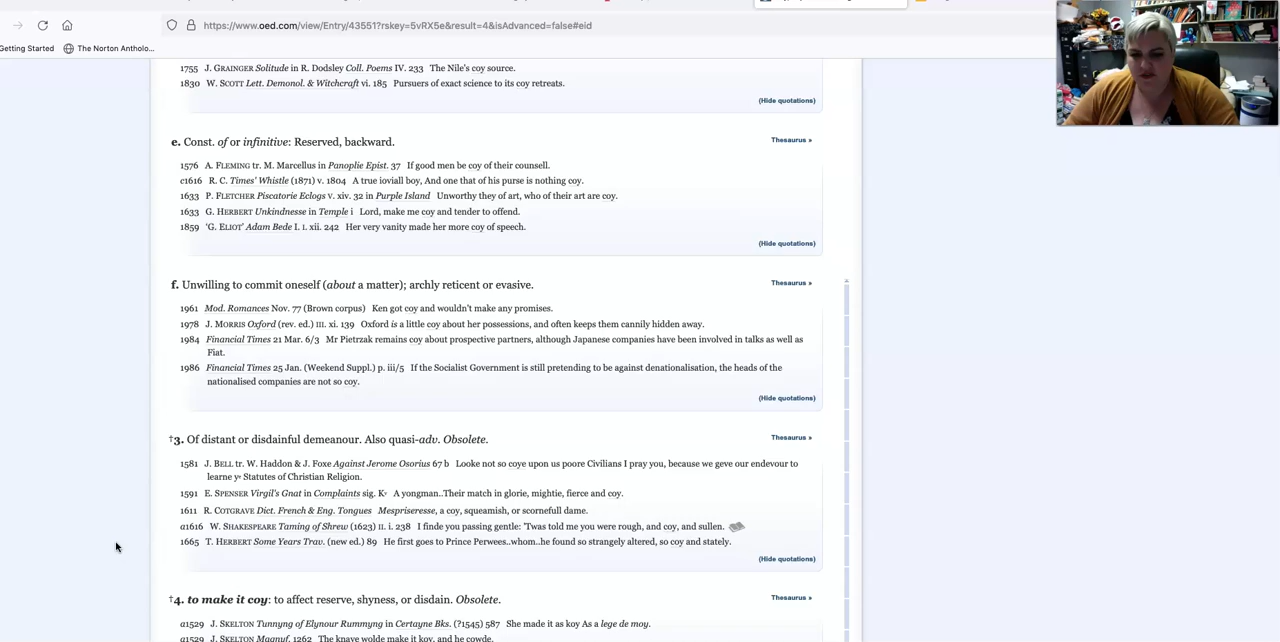 https://www.oed.com/view/Entry/43551?rskey=5vRX5e&result=4&isAdvanced=false#eid
Getting Started The Norton Antholo...
1755 J. GRAINGER Solitude in R. Dodsley Coll. Poems IV. 233 The Nile's coy source.
1830 W. SCOTT Lett. Demonol. & Witchcraft vi. 185 Pursuers of exact science to its coy retreats.
(Hide quotations)
e. Const. of or infinitive: Reserved, backward.
Thesaurus »
1576 A. FLEMING tr. M. Marcellus in Panoplie Epist. 37 If good men be coy of their counsell.
c1616 R. C. Times' Whistle (1871) v. 1804 A true ioviall boy, And one that of his purse is nothing coy.
1633 P. FLETCHER Piscatorie Eclogs V. xiv. 32 in Purple Island Unworthy they of art, who of their art are coy.
1633 G. HERBERT Unkindnesse in Temple i Lord, make me coy and tender to offend.
1859 'G. ELIOT' Adam Bede I. I. xii. 242 Her very vanity made her more coy of speech.
(Hide quotations)
f. Unwilling to commit oneself (about a matter); archly reticent or evasive.
Thesaurus »
1961 Mod. Romances Nov. 77 (Brown corpus) Ken got coy and wouldn't make any promises.
1978 J. MORRIS Oxford (rev. ed.) III. xi. 139 Oxford is a little coy about her possessions, and often keeps them cannily hidden away.
1984 Financial Times 21 Mar. 6/3 Mr Pietrzak remains coy about prospective partners, although Japanese companies have been involved in talks as well as
Fiat.
1986 Financial Times 25 Jan. (Weekend Suppl.) p. iii/5 If the Socialist Government is still pretending to be against denationalisation, the heads of the
nationalised companies are not so coy.
(Hide quotations)
†3. Of distant or disdainful demeanour. Also quasi-adv. Obsolete.
Thesaurus »
1581 J. BELL tr. W. Haddon & J. Foxe Against Jerome Osorius 67 b Looke not so coye upon us poore Civilians I pray you, because we geve our endevour to
learne yᵉ Statutes of Christian Religion.
1591 E. SPENSER Virgil's Gnat in Complaints sig. Kᵛ A yongman..Their match in glorie, mightie, fierce and coy.
1611 R. COTGRAVE Dict. French & Eng. Tongues Mespriseresse, a coy, squeamish, or scornefull dame.
a1616 W. SHAKESPEARE Taming of Shrew (1623) II. i. 238 I finde you passing gentle: 'Twas told me you were rough, and coy, and sullen.
1665 T. HERBERT Some Years Trav. (new ed.) 89 He first goes to Prince Perwees..whom..he found so strangely altered, so coy and stately.
(Hide quotations)
†4. to make it coy: to affect reserve, shyness, or disdain. Obsolete.
Thesaurus »
a1529 J. SKELTON Tunnyng of Elynour Rummyng in Certayne Bks. (?1545) 587 She made it as koy As a lege de moy.
a1529 J. SKELTON Magnyf. 1262 The knave wolde make it koy, and he cowde.